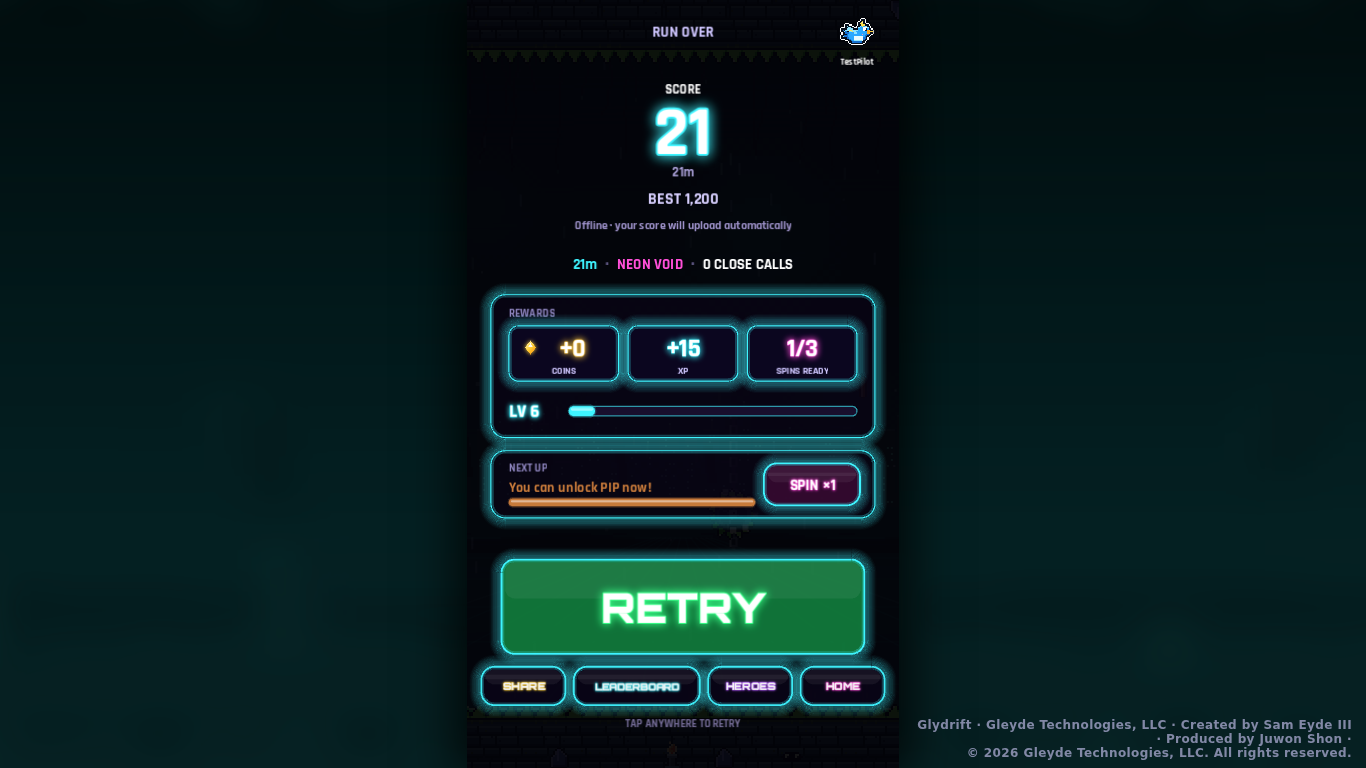 RUN OVER
TestPilot
SCORE
21
21m
BEST 1,200
Offline · your score will upload automatically
21m · NEON VOID · 0 CLOSE CALLS
REWARDS
+0 +15 1/3
COINS XP SPINS READY
LV 6
NEXT UP
You can unlock PIP now!
SPIN ×1
RETRY
SHARE LEADERBOARD HEROES HOME
TAP ANYWHERE TO RETRY
Glydrift · Gleyde Technologies, LLC · Created by Sam Eyde III
· Produced by Juwon Shon ·
© 2026 Gleyde Technologies, LLC. All rights reserved.